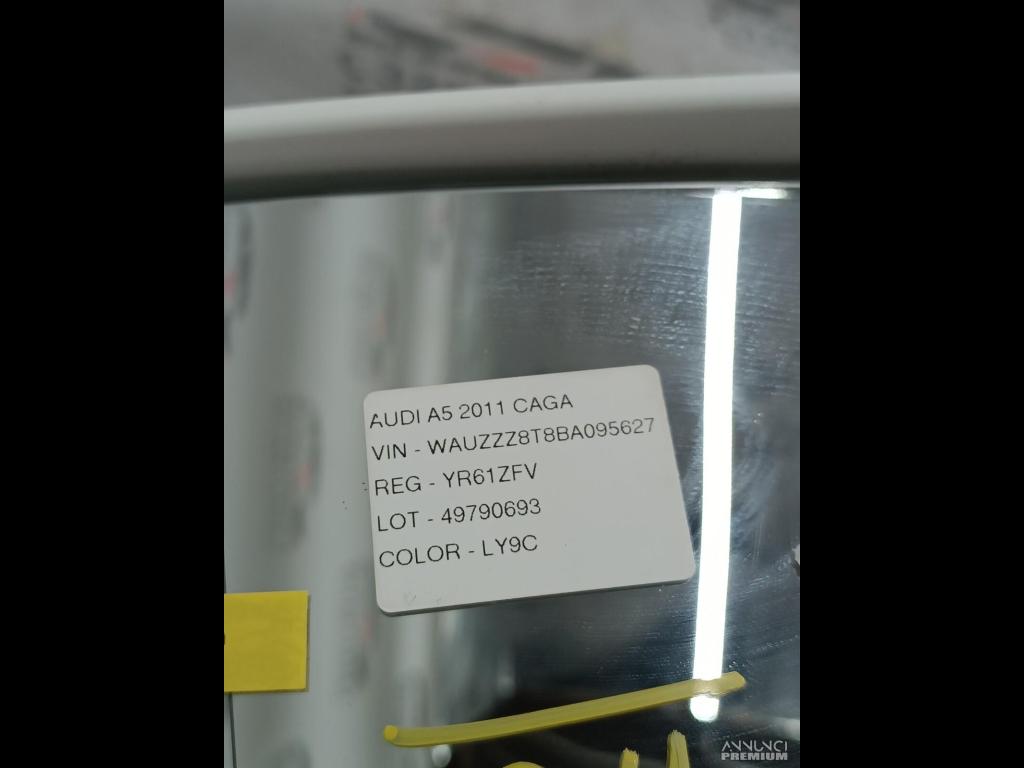 AUDI A5 2011 CAGA
VIN - WAUZZZ8T8BA095627
REG - YR61ZFV
LOT - 49790693
COLOR - LY9C
ANNUNCI
PREMIUM